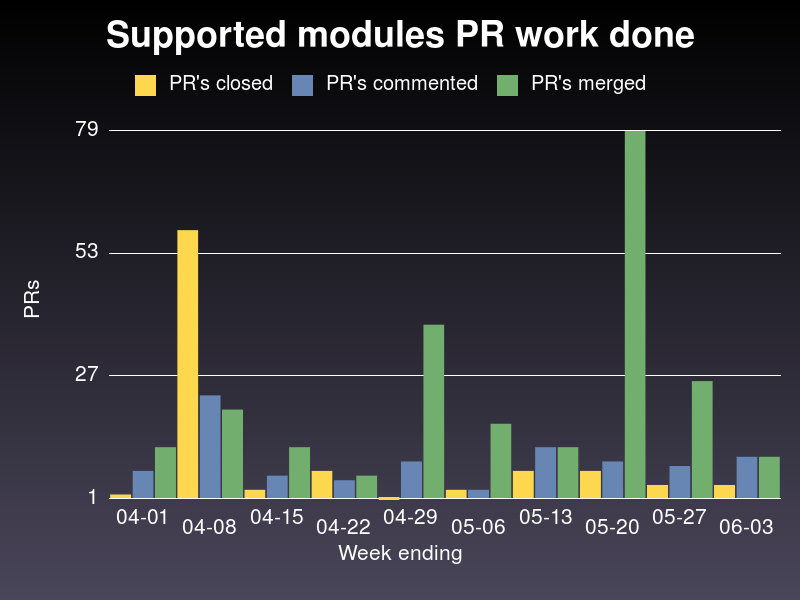 Supported modules PR work done
PR's closed PR's commented PR's merged
79
53
27
1
PRs
04-01 04-08 04-15 04-22 04-29 05-06 05-13 05-20 05-27 06-03
Week ending